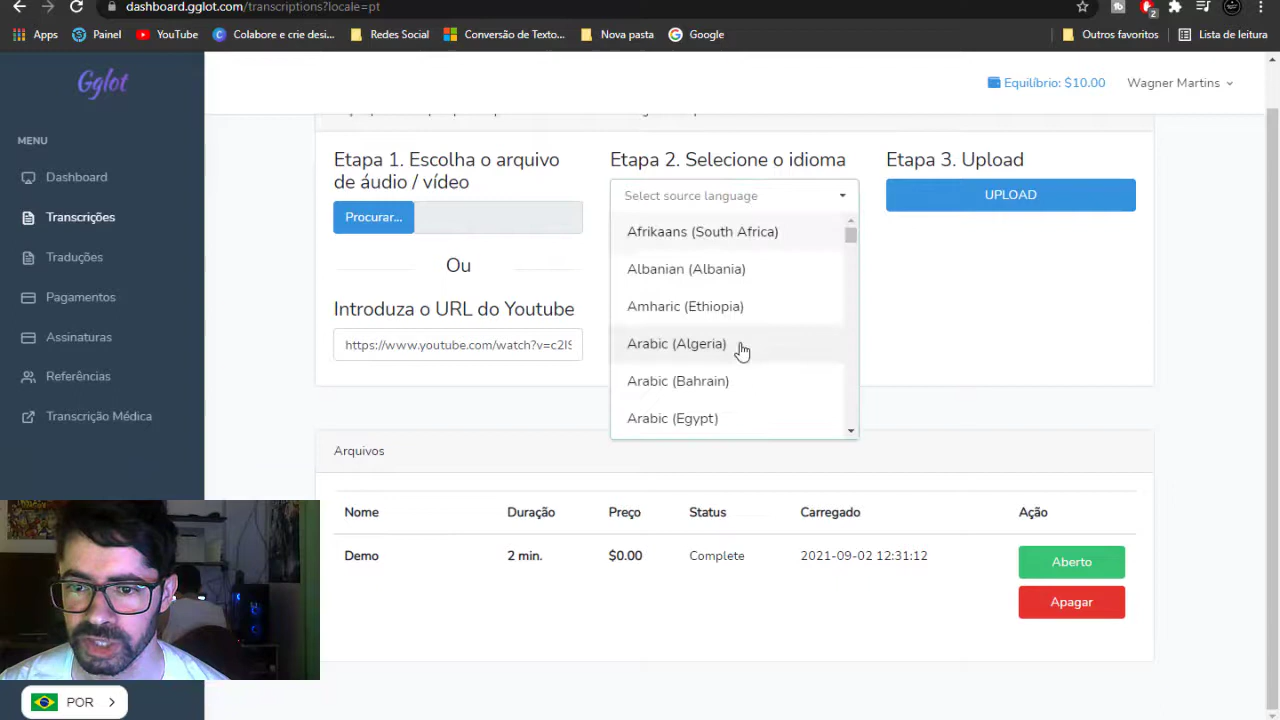 dashboard.gglot.com/transcriptions?locale=pt
2
Apps
Painel
YouTube
Colabore e crie desi...
Redes Social
Conversão de Texto...
Nova pasta
Google
Outros favoritos
Lista de leitura
Gglot
Equilíbrio: $10.00
Wagner Martins
MENU
Dashboard
Transcrições
Traduções
Pagamentos
Assinaturas
Referências
Transcrição Médica
POR
Etapa 1. Escolha o arquivo
de áudio / vídeo
Procurar...
Ou
Introduza o URL do Youtube
https://www.youtube.com/watch?v=c2IS
Etapa 2. Selecione o idioma
Select source language
Afrikaans (South Africa)
Albanian (Albania)
Amharic (Ethiopia)
Arabic (Algeria)
Arabic (Bahrain)
Arabic (Egypt)
Etapa 3. Upload
UPLOAD
Arquivos
Nome Duração Preço Status Carregado Ação
Demo 2 min. $0.00 Complete 2021-09-02 12:31:12 Aberto
Apagar